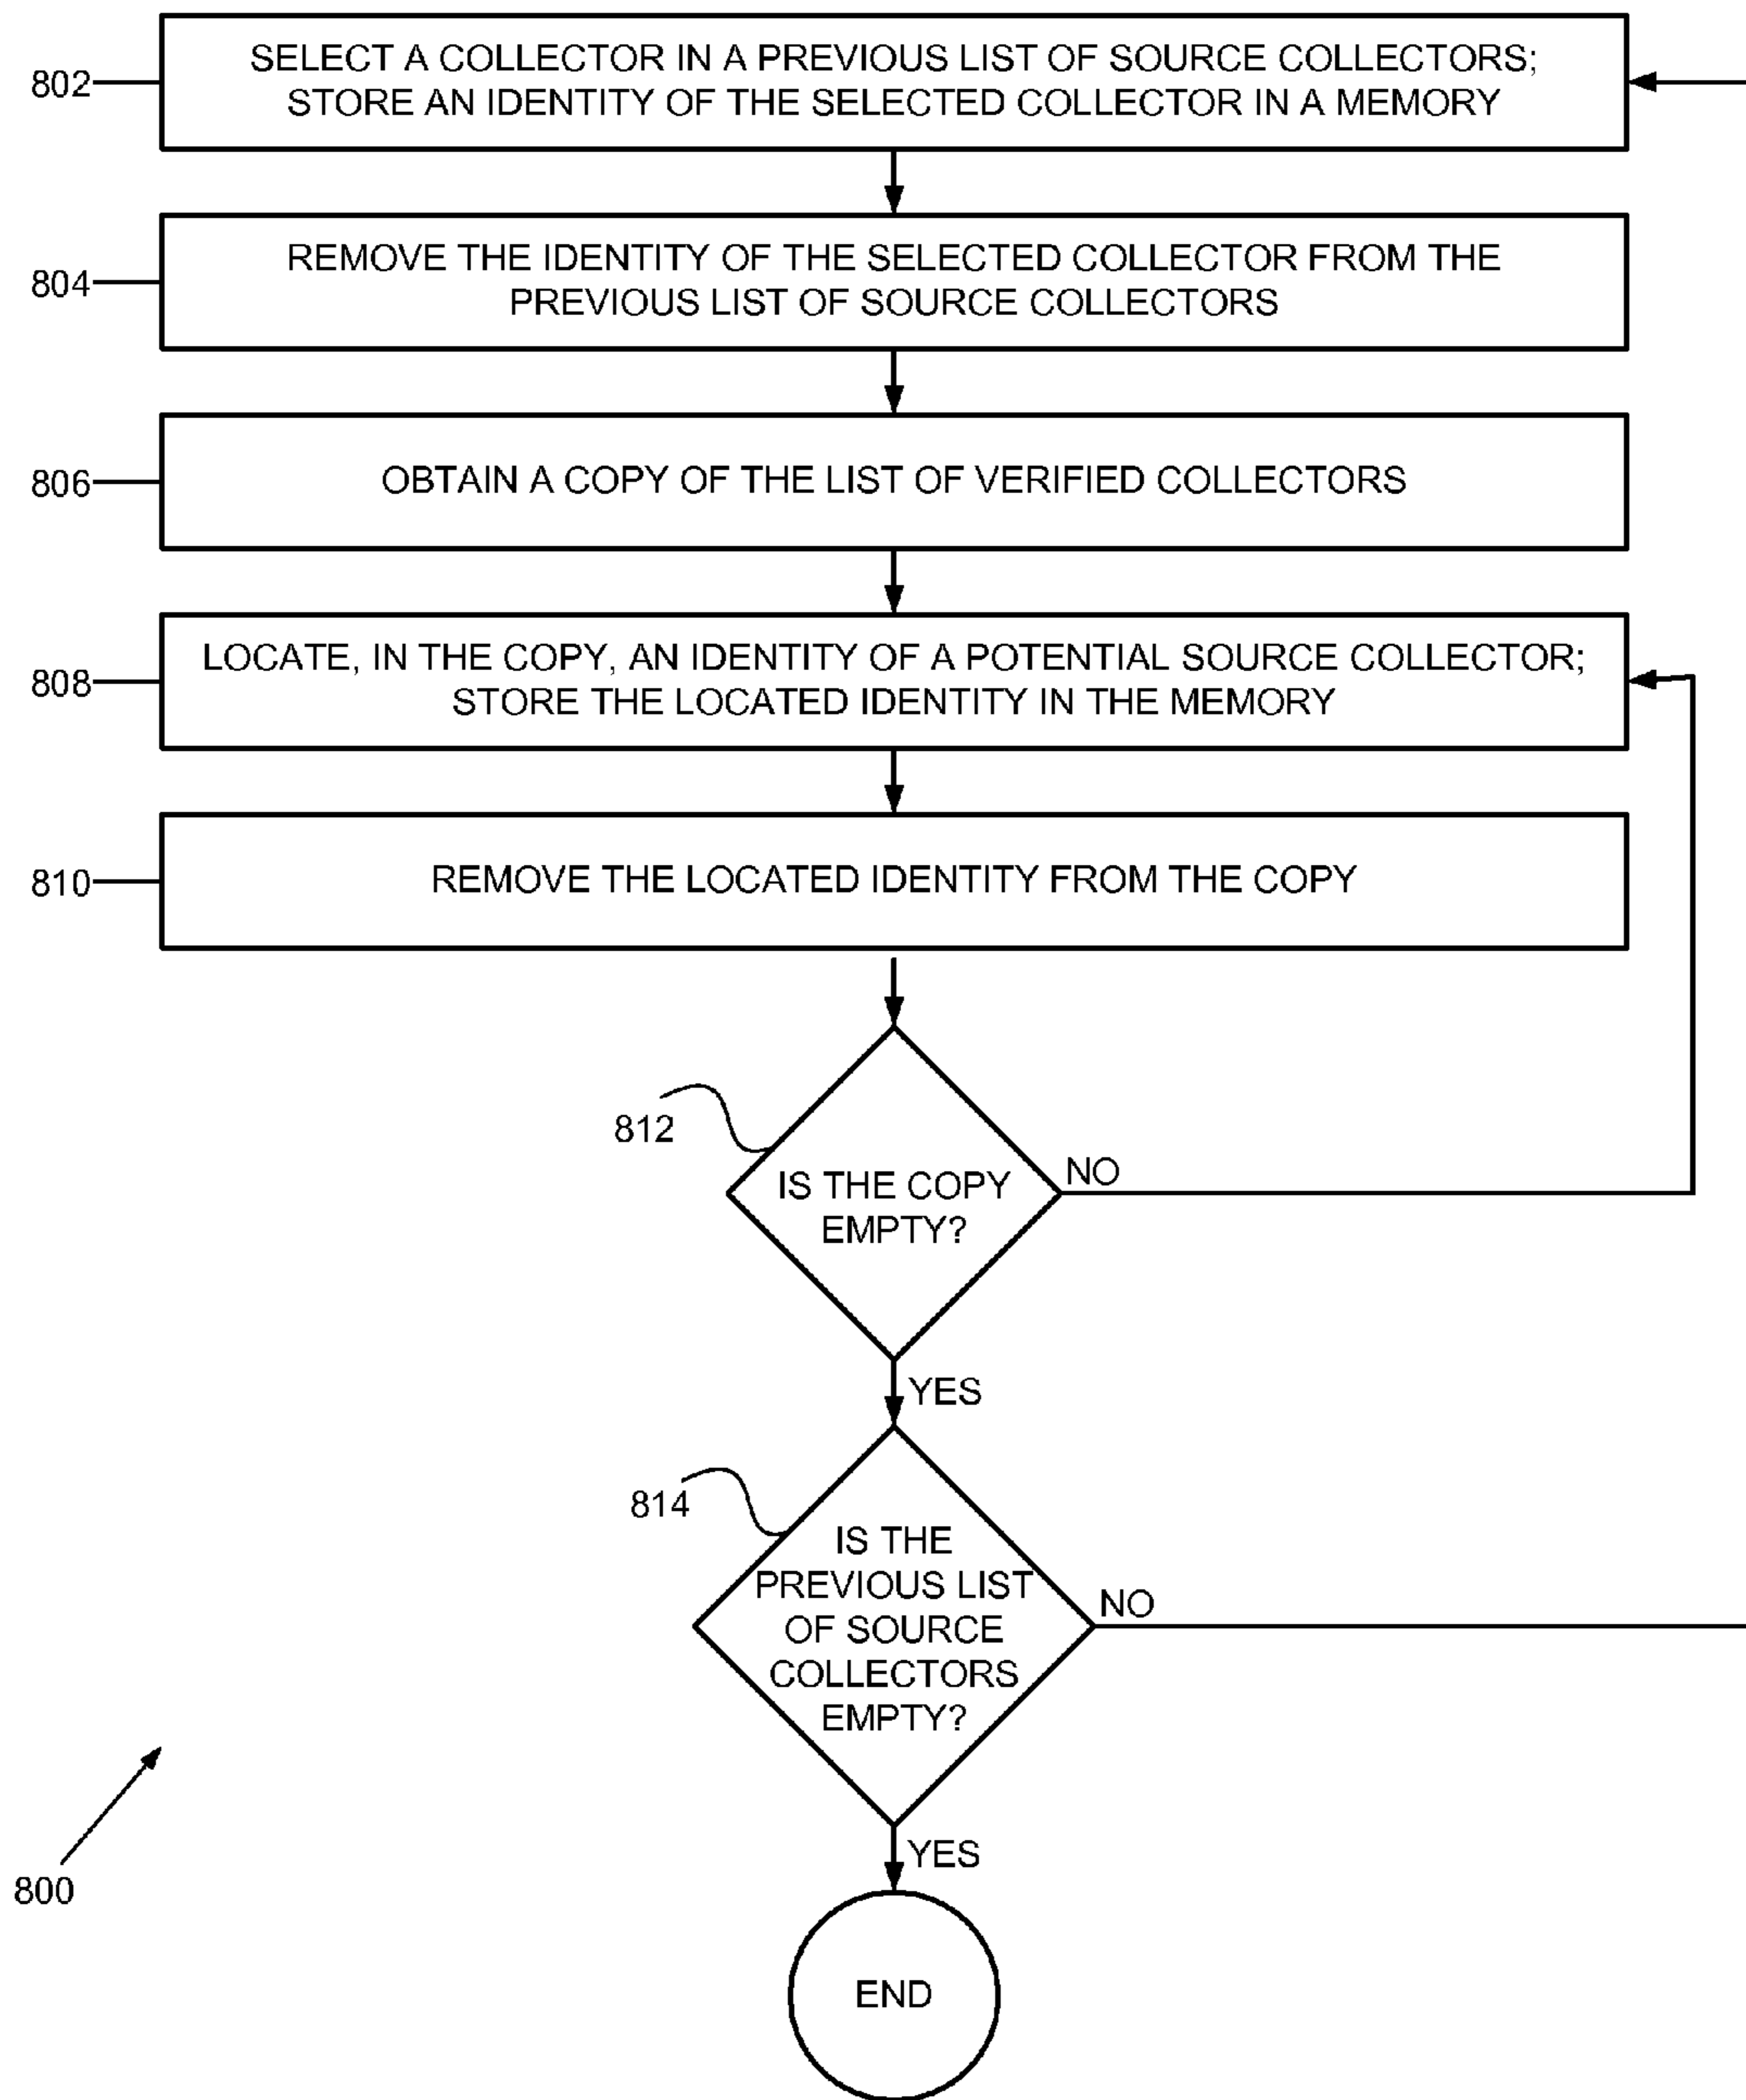 802
SELECT A COLLECTOR IN A PREVIOUS LIST OF SOURCE COLLECTORS;
STORE AN IDENTITY OF THE SELECTED COLLECTOR IN A MEMORY
804
REMOVE THE IDENTITY OF THE SELECTED COLLECTOR FROM THE
PREVIOUS LIST OF SOURCE COLLECTORS
806
OBTAIN A COPY OF THE LIST OF VERIFIED COLLECTORS
808
LOCATE, IN THE COPY, AN IDENTITY OF A POTENTIAL SOURCE COLLECTOR;
STORE THE LOCATED IDENTITY IN THE MEMORY
810
REMOVE THE LOCATED IDENTITY FROM THE COPY
812
IS THE COPY
EMPTY?
NO
YES
814
IS THE
PREVIOUS LIST
OF SOURCE
COLLECTORS
EMPTY?
NO
YES
800
END